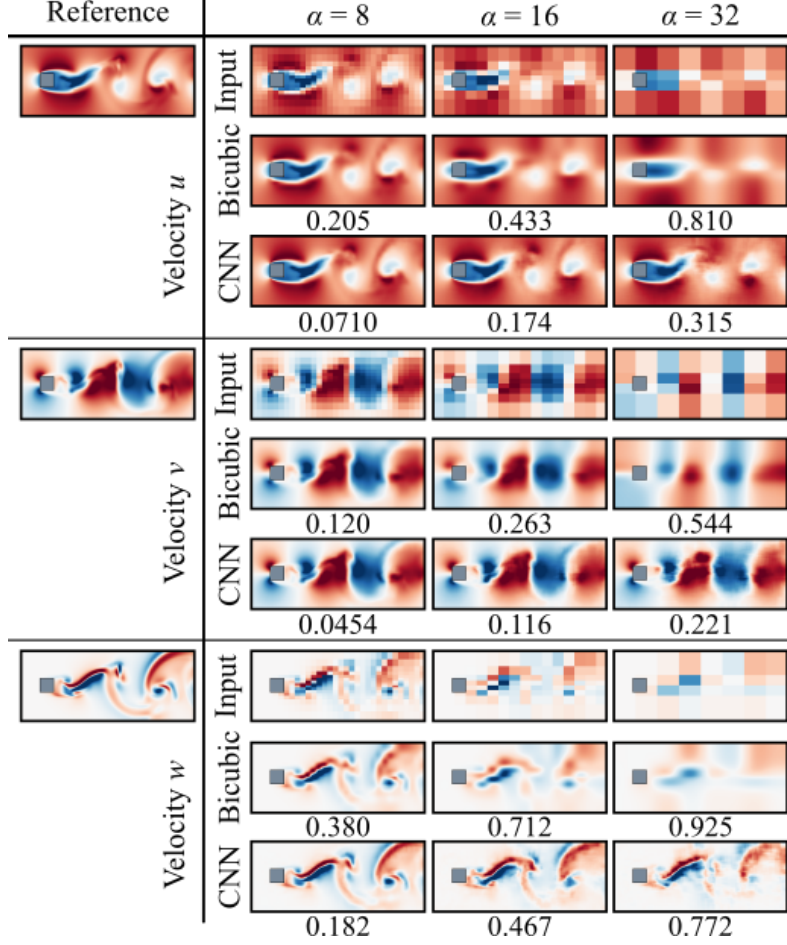 Reference α = 8 α = 16 α = 32
Velocity u
Input
Bicubic
0.205 0.433 0.810
CNN
0.0710 0.174 0.315
Velocity v
Input
Bicubic
0.120 0.263 0.544
CNN
0.0454 0.116 0.221
Velocity w
Input
Bicubic
0.380 0.712 0.925
CNN
0.182 0.467 0.772